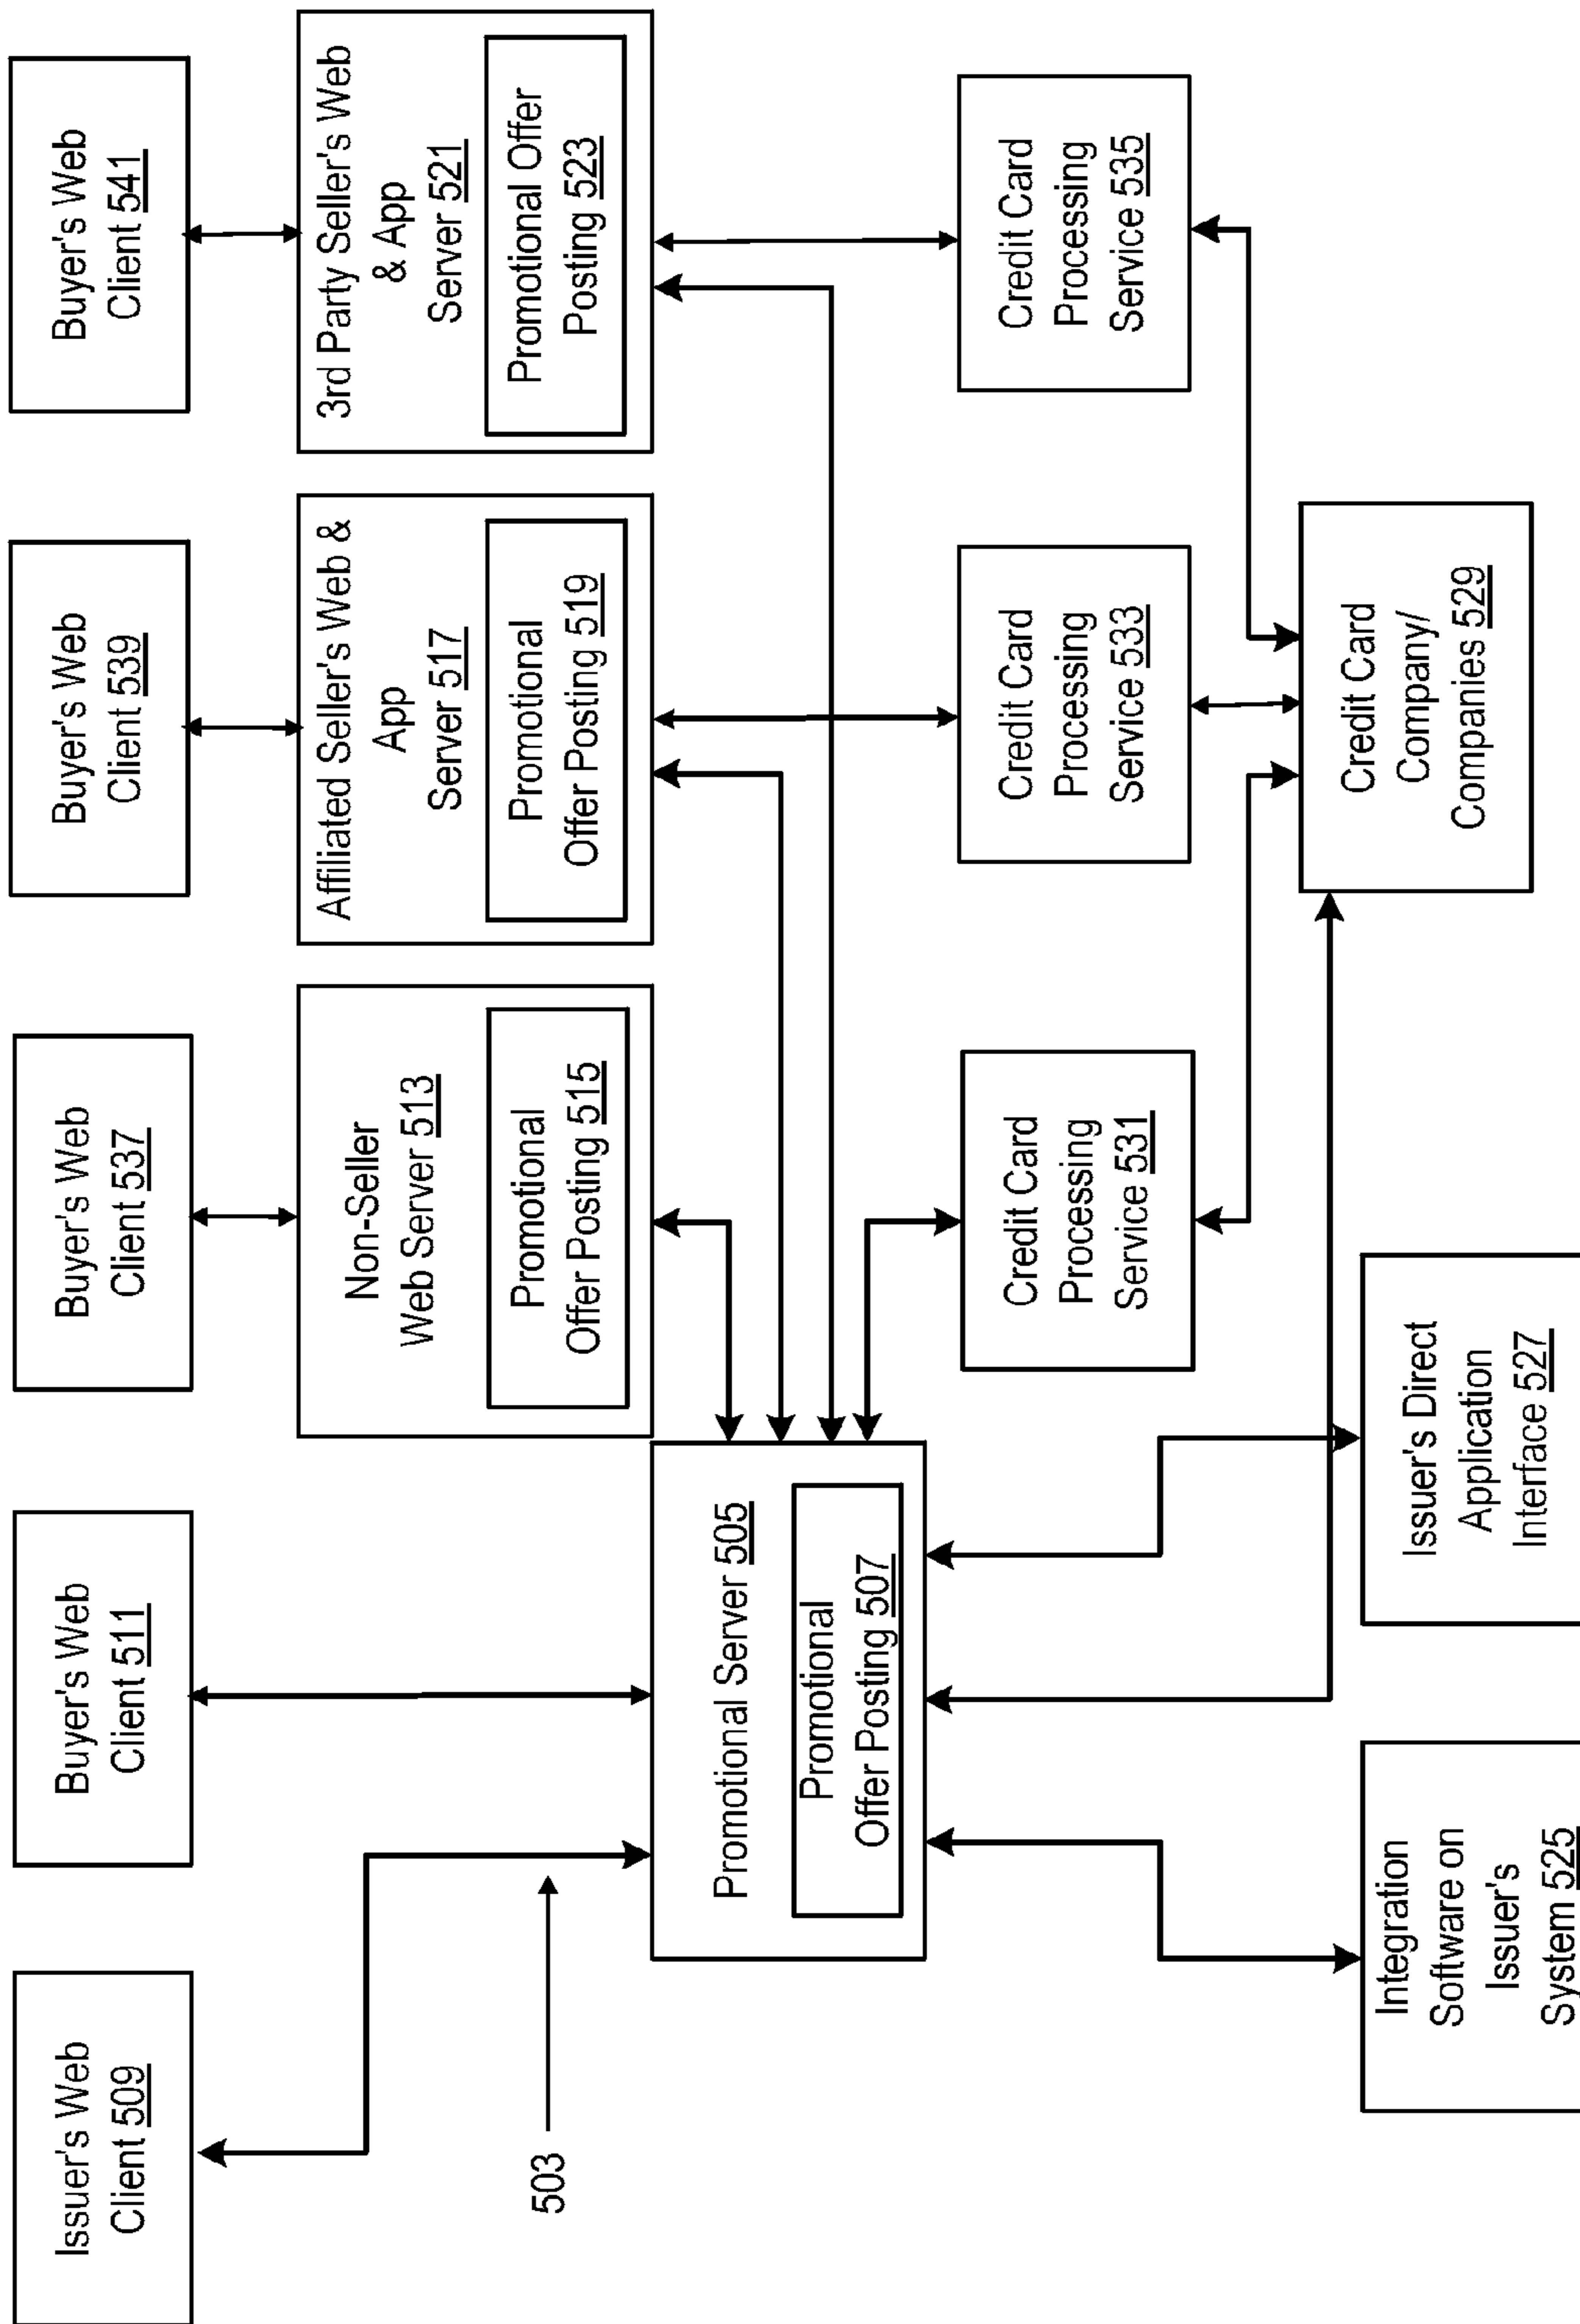 Issuer's Web
Client 509
Buyer's Web
Client 511
Buyer's Web
Client 537
Buyer's Web
Client 539
Buyer's Web
Client 541
Non-Seller
Web Server 513
Promotional
Offer Posting 515
Affiliated Seller's Web &
App
Server 517
Promotional
Offer Posting 519
3rd Party Seller's Web
& App
Server 521
Promotional Offer
Posting 523
503
Promotional Server 505
Promotional
Offer Posting 507
Credit Card
Processing
Service 531
Credit Card
Processing
Service 533
Credit Card
Processing
Service 535
Integration
Software on
Issuer's
System 525
Issuer's Direct
Application
Interface 527
Credit Card
Company/
Companies 529